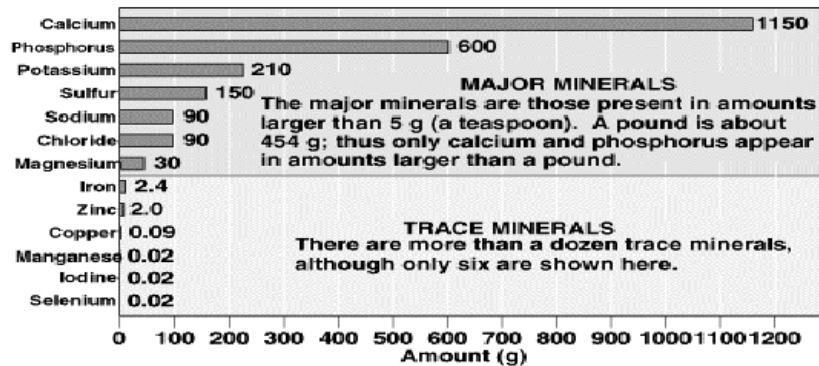 Calcium 1150
Phosphorus 600
Potassium 210
Sulfur 150
Sodium 90
Chloride 90
Magnesium 30
MAJOR MINERALS
The major minerals are those present in amounts
larger than 5 g (a teaspoon). A pound is about
454 g; thus only calcium and phosphorus appear
in amounts larger than a pound.
Iron 2.4
Zinc 2.0
Copper 0.09
Manganese 0.02
Iodine 0.02
Selenium 0.02
TRACE MINERALS
There are more than a dozen trace minerals,
although only six are shown here.
0 100 200 300 400 500 600 700 800 900 1000 1100 1200
Amount (g)